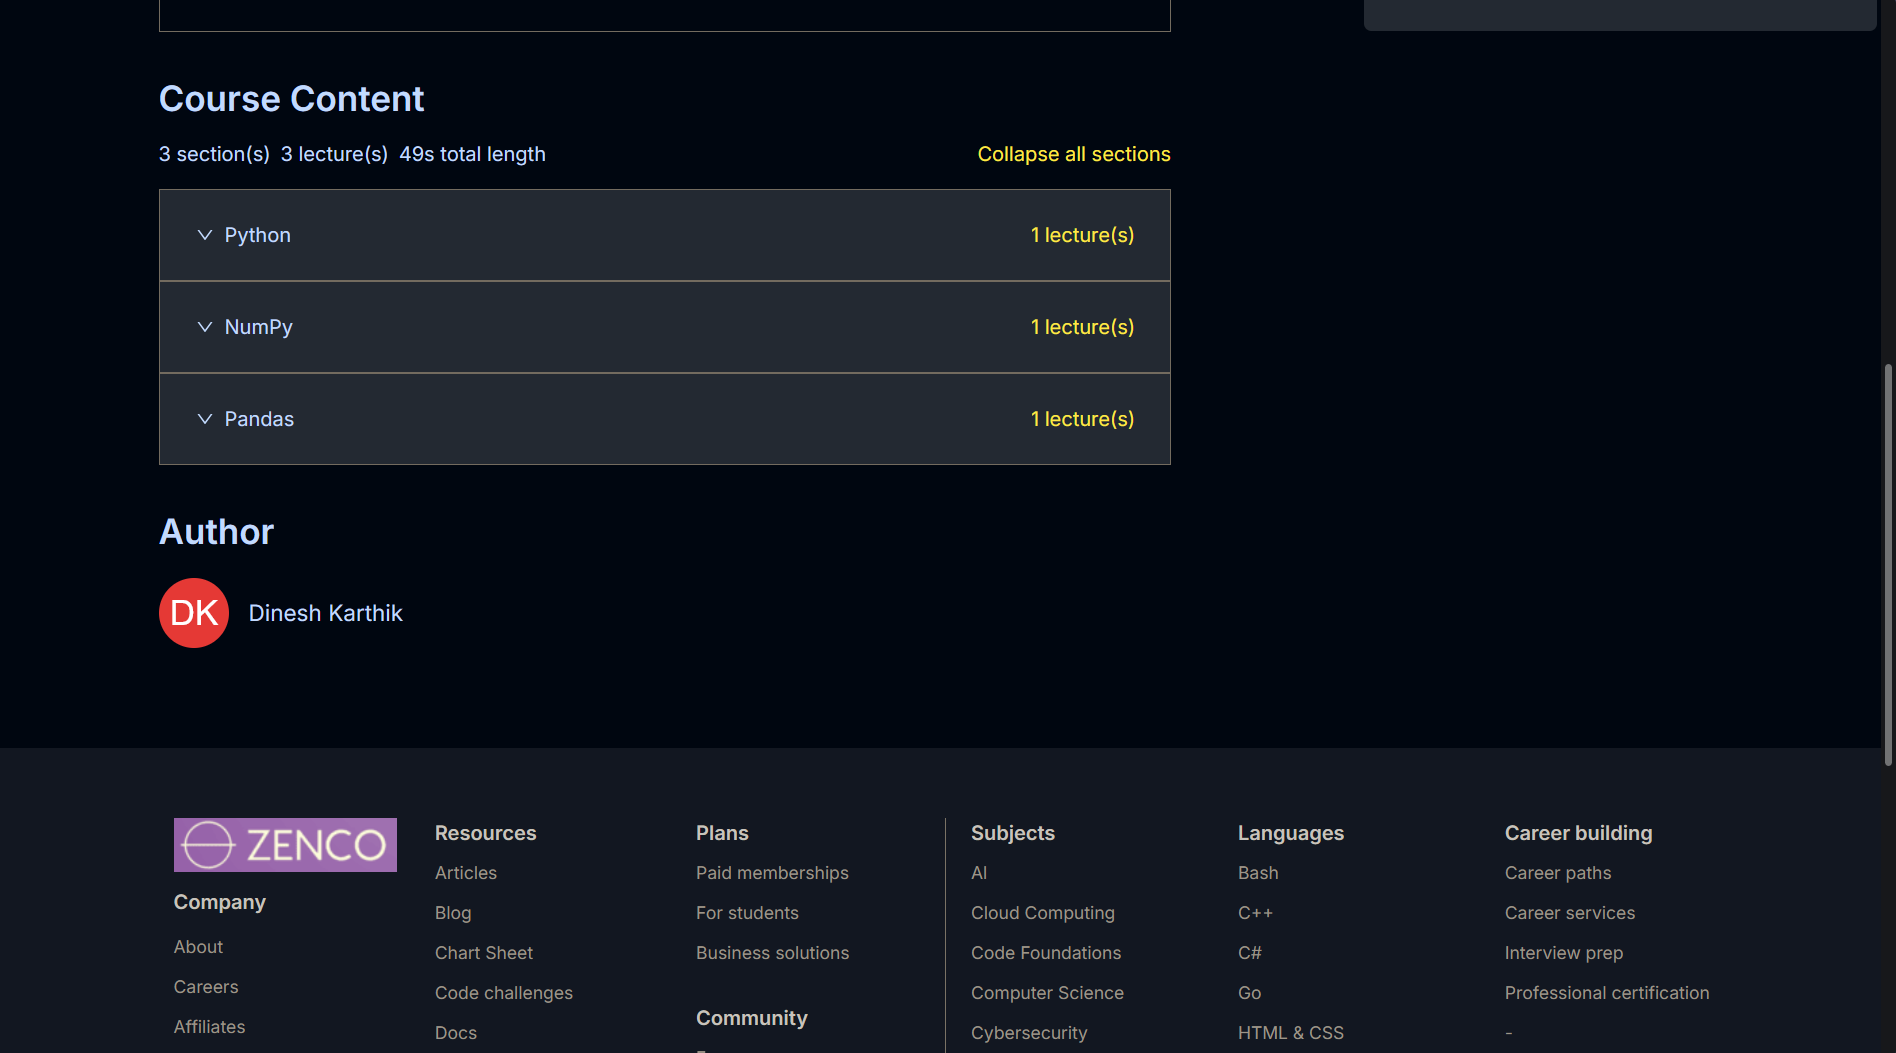 Course Content
3 section(s) 3 lecture(s) 49s total length
Collapse all sections
Python
1 lecture(s)
NumPy
1 lecture(s)
Pandas
1 lecture(s)
Author
DK
Dinesh Karthik
ZENCO
Company
About
Careers
Affiliates
Resources
Articles
Blog
Chart Sheet
Code challenges
Docs
Plans
Paid memberships
For students
Business solutions
Community
Subjects
AI
Cloud Computing
Code Foundations
Computer Science
Cybersecurity
Languages
Bash
C++
C#
Go
HTML & CSS
Career building
Career paths
Career services
Interview prep
Professional certification
-